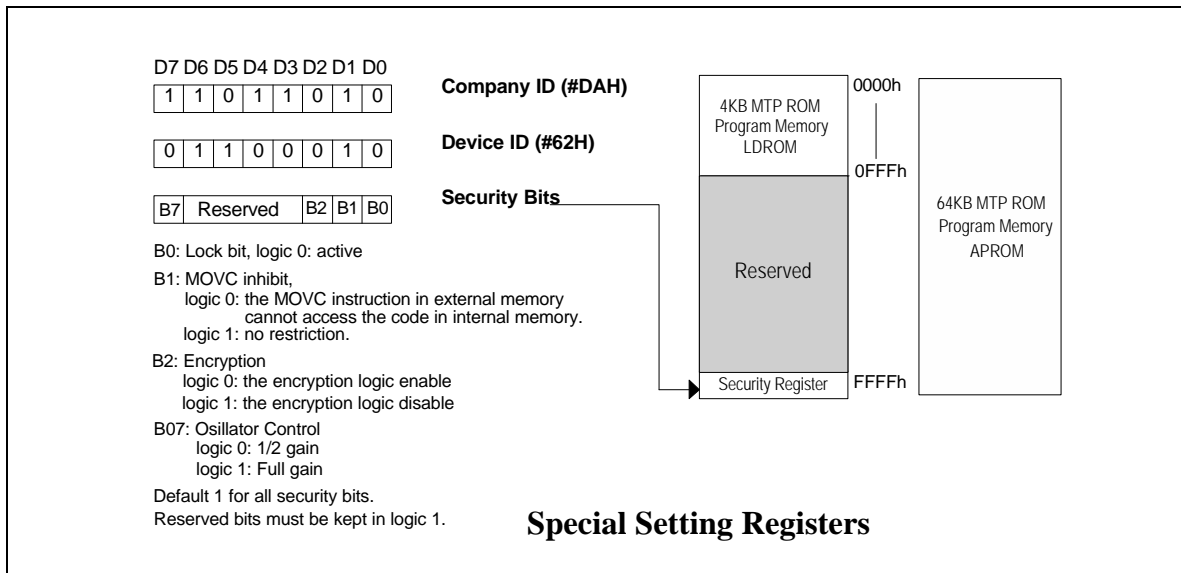 D7 D6 D5 D4 D3 D2 D1 D0
1 1 0 1 1 0 1 0
Company ID (#DAH)
0 1 1 0 0 0 1 0
Device ID (#62H)
B7 Reserved B2 B1 B0
Security Bits
B0: Lock bit, logic 0: active
B1: MOVC inhibit,
logic 0: the MOVC instruction in external memory
cannot access the code in internal memory.
logic 1: no restriction.
B2: Encryption
logic 0: the encryption logic enable
logic 1: the encryption logic disable
B07: Osillator Control
logic 0: 1/2 gain
logic 1: Full gain
Default 1 for all security bits.
Reserved bits must be kept in logic 1.
4KB MTP ROM
Program Memory
LDROM
0000h
0FFFh
Reserved
Security Register
FFFFh
64KB MTP ROM
Program Memory
APROM
Special Setting Registers